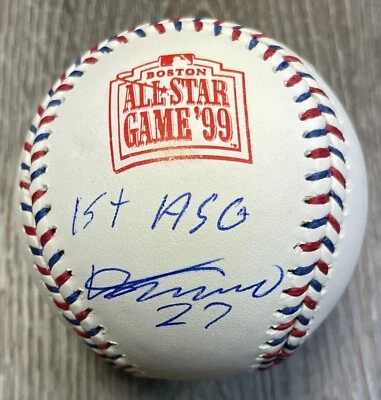 BOSTON
ALL·STAR
GAME '99
1st ASG
27